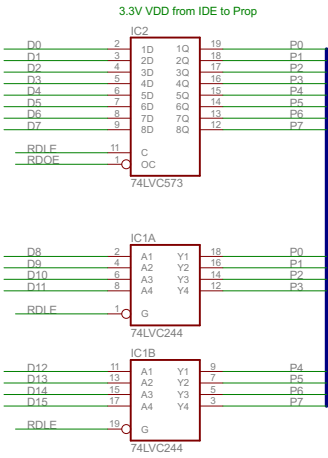 3.3V VDD from IDE to Prop
IC2
D0 2 1D 1Q 19 P0
D1 3 2D 2Q 18 P1
D2 4 3D 3Q 17 P2
D3 5 4D 4Q 16 P3
D4 6 5D 5Q 15 P4
D5 7 6D 6Q 14 P5
D6 8 7D 7Q 13 P6
D7 9 8D 8Q 12 P7
RDLE 11 C
RDOE 1 OC
74LVC573
IC1A
D8 2 A1 Y1 18 P0
D9 4 A2 Y2 16 P1
D10 6 A3 Y3 14 P2
D11 8 A4 Y4 12 P3
RDLE 1 G
74LVC244
IC1B
D12 11 A1 Y1 9 P4
D13 13 A2 Y2 7 P5
D14 15 A3 Y3 5 P6
D15 17 A4 Y4 3 P7
RDLE 19 G
74LVC244